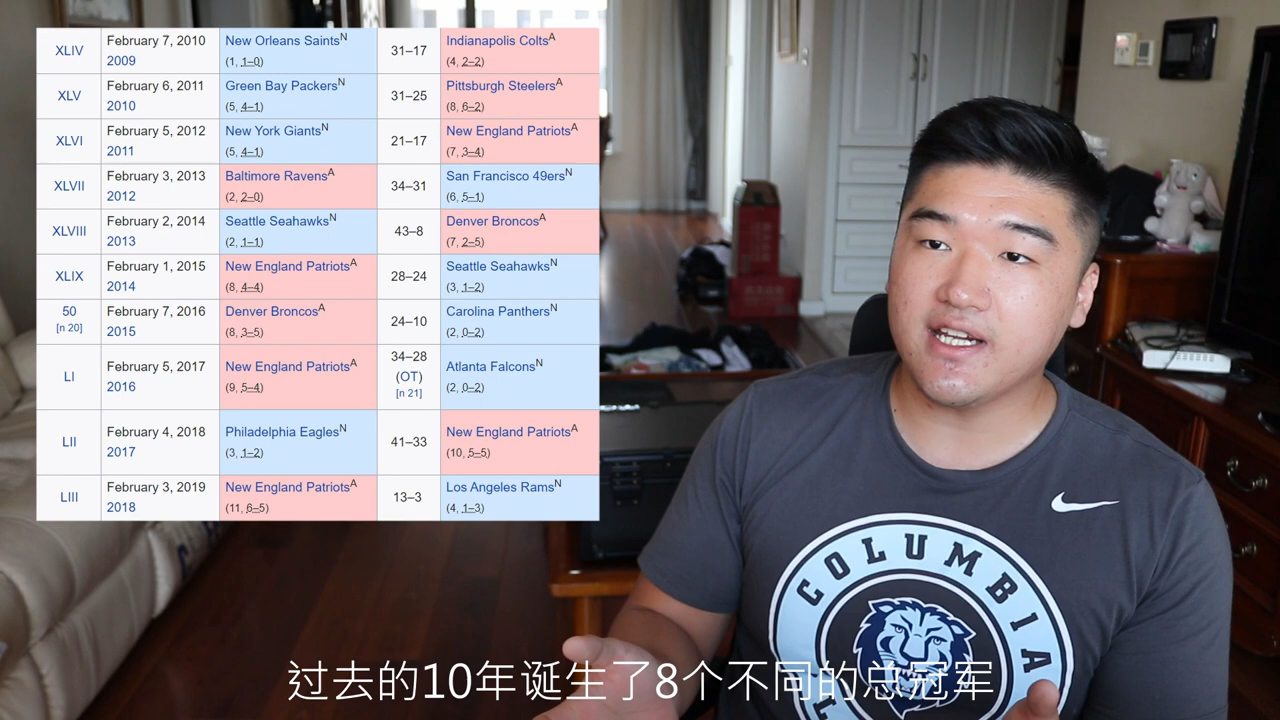 XLIV February 7, 2010 New Orleans Saintsᴺ 31–17 Indianapolis Coltsᴬ
2009 (1, 1–0) (4, 2–2)
XLV February 6, 2011 Green Bay Packersᴺ 31–25 Pittsburgh Steelersᴬ
2010 (5, 4–1) (8, 6–2)
XLVI February 5, 2012 New York Giantsᴺ 21–17 New England Patriotsᴬ
2011 (5, 4–1) (7, 3–4)
XLVII February 3, 2013 Baltimore Ravensᴬ 34–31 San Francisco 49ersᴺ
2012 (2, 2–0) (6, 5–1)
XLVIII February 2, 2014 Seattle Seahawksᴺ 43–8 Denver Broncosᴬ
2013 (2, 1–1) (7, 2–5)
XLIX February 1, 2015 New England Patriotsᴬ 28–24 Seattle Seahawksᴺ
2014 (8, 4–4) (3, 1–2)
50 February 7, 2016 Denver Broncosᴬ 24–10 Carolina Panthersᴺ
[n 20] 2015 (8, 3–5) (2, 0–2)
LI February 5, 2017 New England Patriotsᴬ 34–28 Atlanta Falconsᴺ
2016 (9, 5–4) (OT) (2, 0–2)
[n 21]
LII February 4, 2018 Philadelphia Eaglesᴺ 41–33 New England Patriotsᴬ
2017 (3, 1–2) (10, 5–5)
LIII February 3, 2019 New England Patriotsᴬ 13–3 Los Angeles Ramsᴺ
2018 (11, 6–5) (4, 1–3)
COLUMBIA
过去的10年诞生了8个不同的总冠军